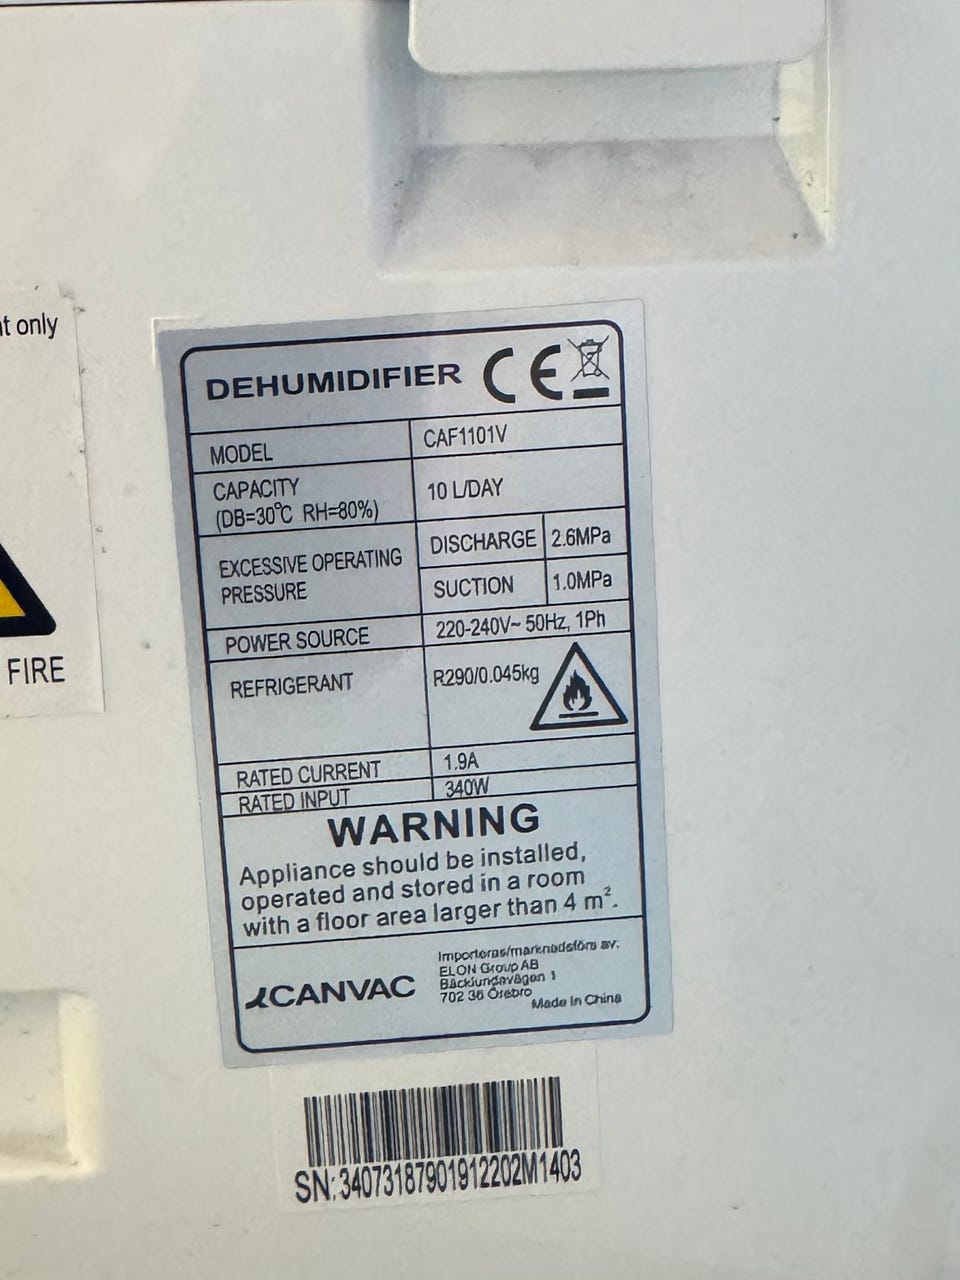 nt only
FIRE
DEHUMIDIFIER CE
MODEL CAF1101V
CAPACITY
(DB=30℃ RH=80%) 10 L/DAY
EXCESSIVE OPERATING
PRESSURE
DISCHARGE 2.6MPa
SUCTION 1.0MPa
POWER SOURCE 220-240V~ 50Hz, 1Ph
REFRIGERANT R290/0.045kg
RATED CURRENT 1.9A
RATED INPUT 340W
WARNING
Appliance should be installed,
operated and stored in a room
with a floor area larger than 4 m².
CANVAC
Importeras/marknadsförs av:
ELON Group AB
Bäcklundavägen 1
702 36 Örebro
Made in China
SN:34073187901912202M1403